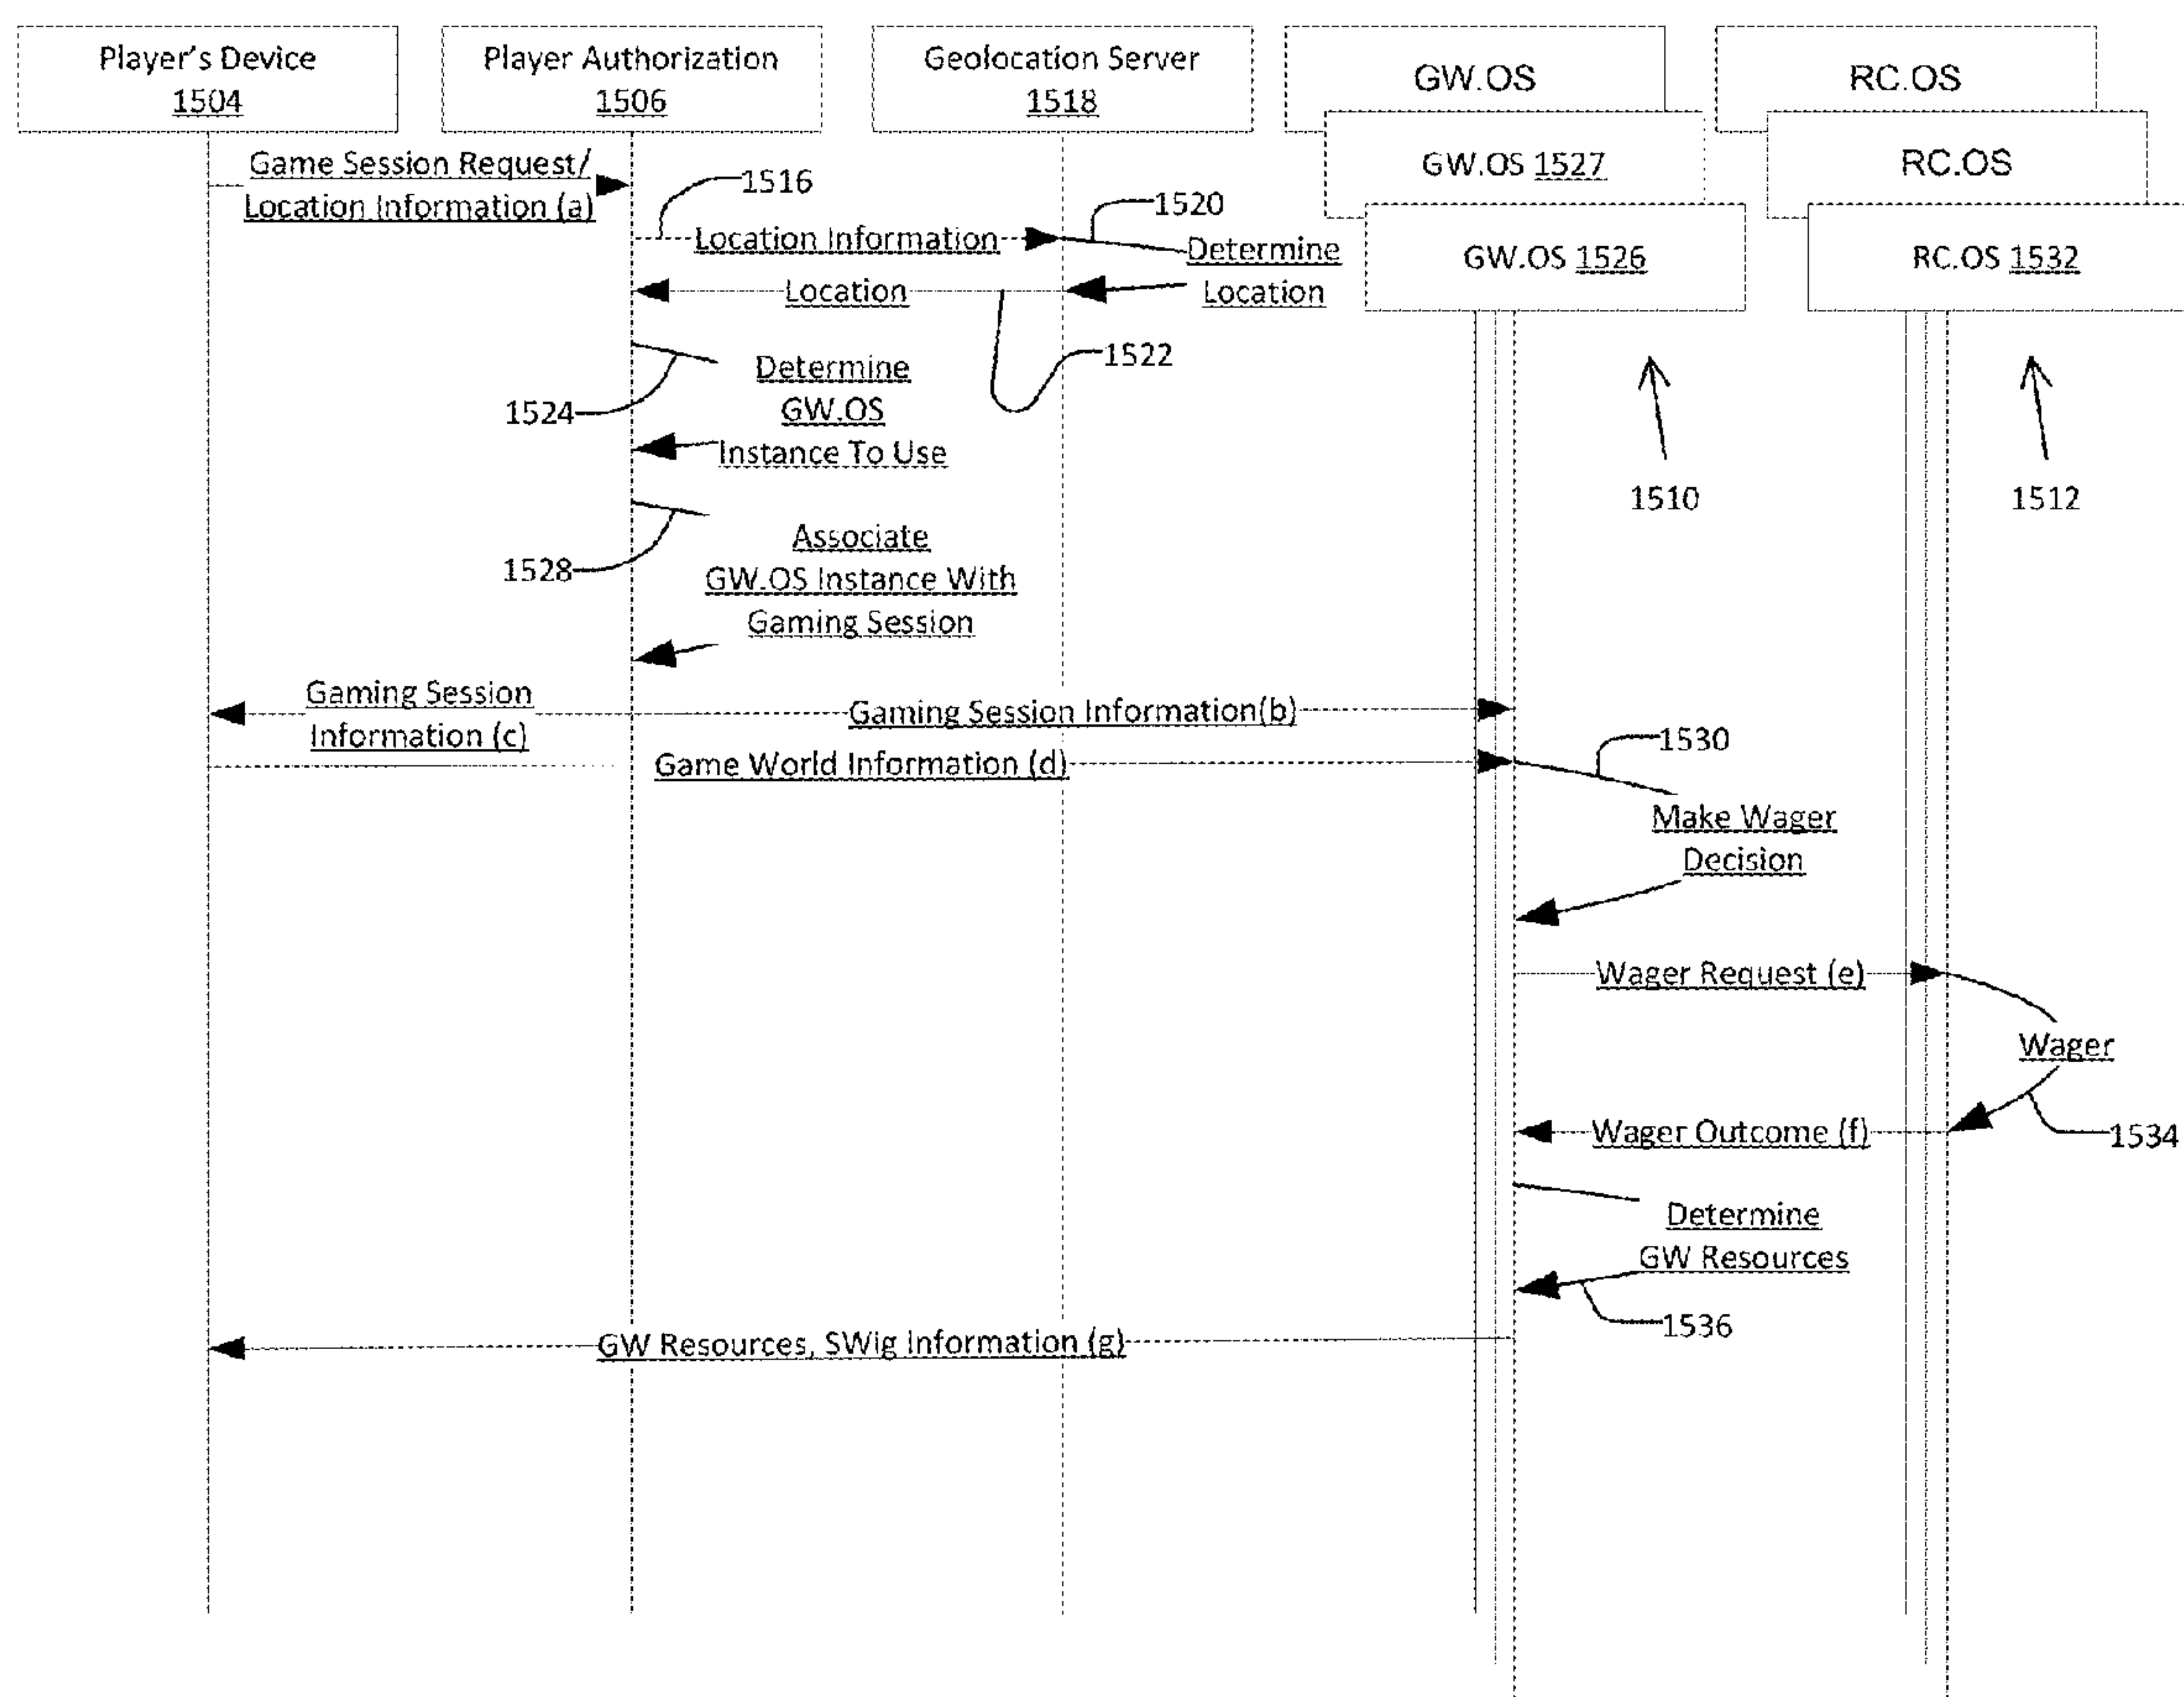 Player's Device
1504
Player Authorization
1506
Geolocation Server
1518
GW.OS
GW.OS 1527
GW.OS 1526
RC.OS
RC.OS
RC.OS 1532
Game Session Request/
Location Information (a)
1516
Location Information
1520
Determine
Location
Location
1522
Determine
GW.OS
Instance To Use
1524
1510
1512
Associate
GW.OS Instance With
Gaming Session
1528
Gaming Session
Information (c)
Gaming Session Information(b)
Game World Information (d)
1530
Make Wager
Decision
Wager Request (e)
Wager
Wager Outcome (f)
1534
Determine
GW Resources
1536
GW Resources, SWig Information (g)